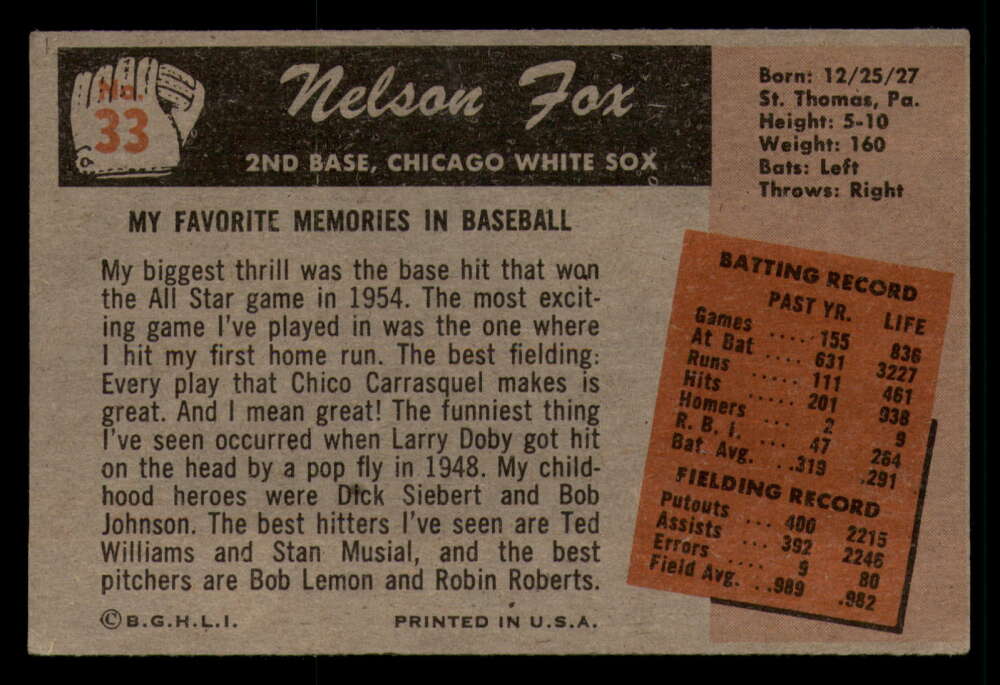 No.
33
Nelson Fox
2ND BASE, CHICAGO WHITE SOX
Born: 12/25/27
St. Thomas, Pa.
Height: 5-10
Weight: 160
Bats: Left
Throws: Right
MY FAVORITE MEMORIES IN BASEBALL
My biggest thrill was the base hit that won
the All Star game in 1954. The most excit-
ing game I've played in was the one where
I hit my first home run. The best fielding:
Every play that Chico Carrasquel makes is
great. And I mean great! The funniest thing
I've seen occurred when Larry Doby got hit
on the head by a pop fly in 1948. My child-
hood heroes were Dick Siebert and Bob
Johnson. The best hitters I've seen are Ted
Williams and Stan Musial, and the best
pitchers are Bob Lemon and Robin Roberts.
BATTING RECORD
PAST YR. LIFE
Games .... 155 836
At Bat .... 631 3227
Runs ..... 111 461
Hits ..... 201 938
Homers ... 2 9
R. B. I. ... 47 264
Bat. Avg. ...319 .291
FIELDING RECORD
Putouts ... 400 2215
Assists ... 392 2246
Errors .... 9 80
Field Avg. ..989 .982
© B.G.H.L.I. PRINTED IN U.S.A.